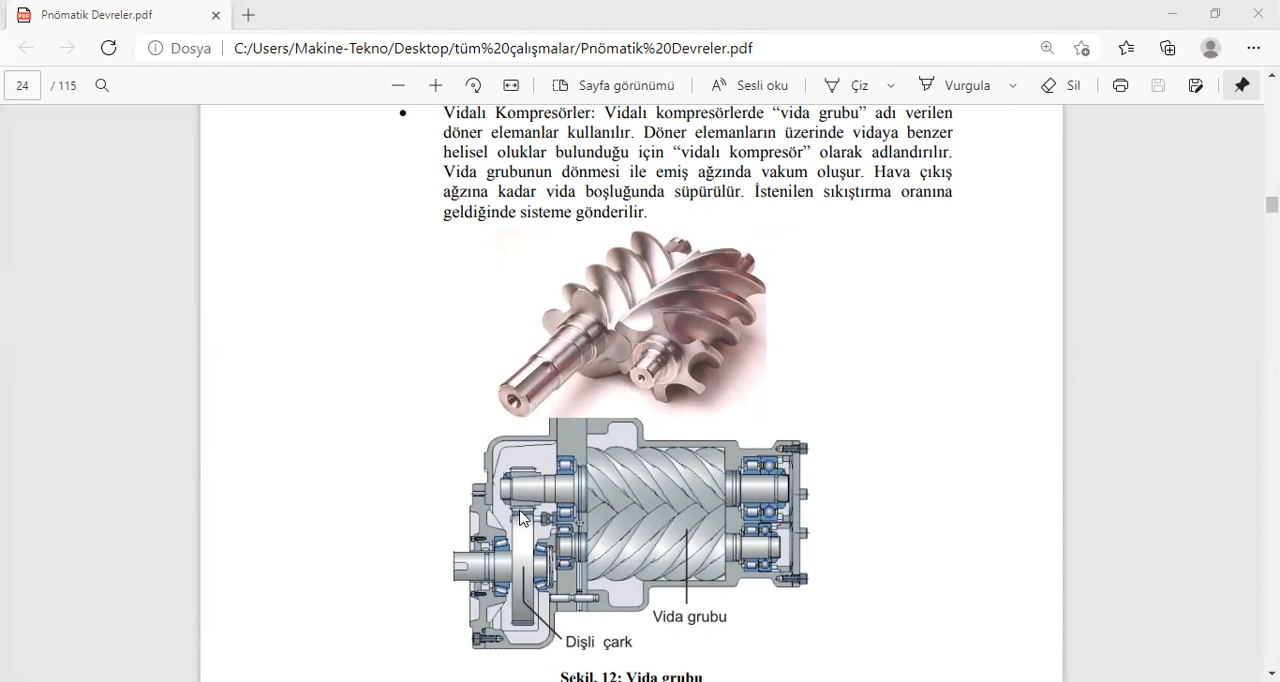 Pnömatik Devreler.pdf
Dosya
C:/Users/Makine-Tekno/Desktop/tüm%20çalışmalar/Pnömatik%20Devreler.pdf
24 / 115
Sayfa görünümü
Sesli oku
Çiz
Vurgula
Sil
• Vidalı Kompresörler: Vidalı kompresörlerde “vida grubu” adı verilen
döner elemanlar kullanılır. Döner elemanların üzerinde vidaya benzer
helisel oluklar bulunduğu için “vidalı kompresör” olarak adlandırılır.
Vida grubunun dönmesi ile emiş ağzında vakum oluşur. Hava çıkış
ağzına kadar vida boşluğunda süpürülür. İstenilen sıkıştırma oranına
geldiğinde sisteme gönderilir.
Vida grubu
Dişli çark
Şekil. 12: Vida grubu